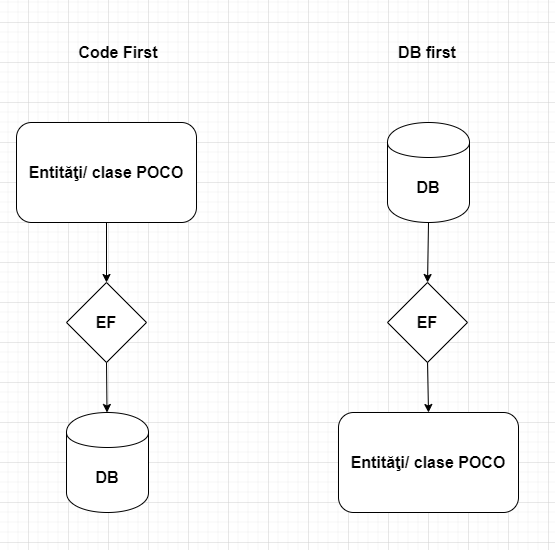 Code First
DB first
Entităţi/ clase POCO
DB
EF
EF
DB
Entităţi/ clase POCO